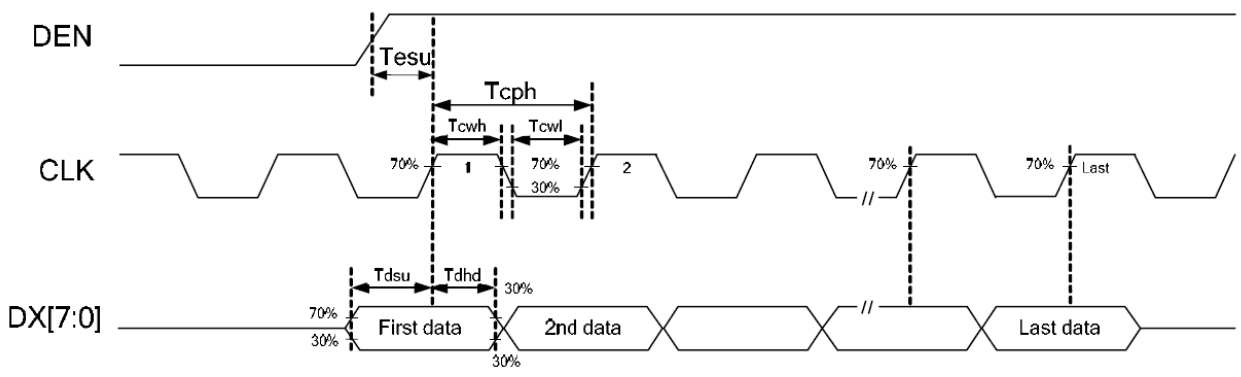 DEN
Tesu
Tcph
Tcwh Tcwl
CLK 70% 1 70% 2 70% 70% Last
30%
//
Tdsu Tdhd
30%
70%
DX[7:0] First data 2nd data // Last data
30%
30%